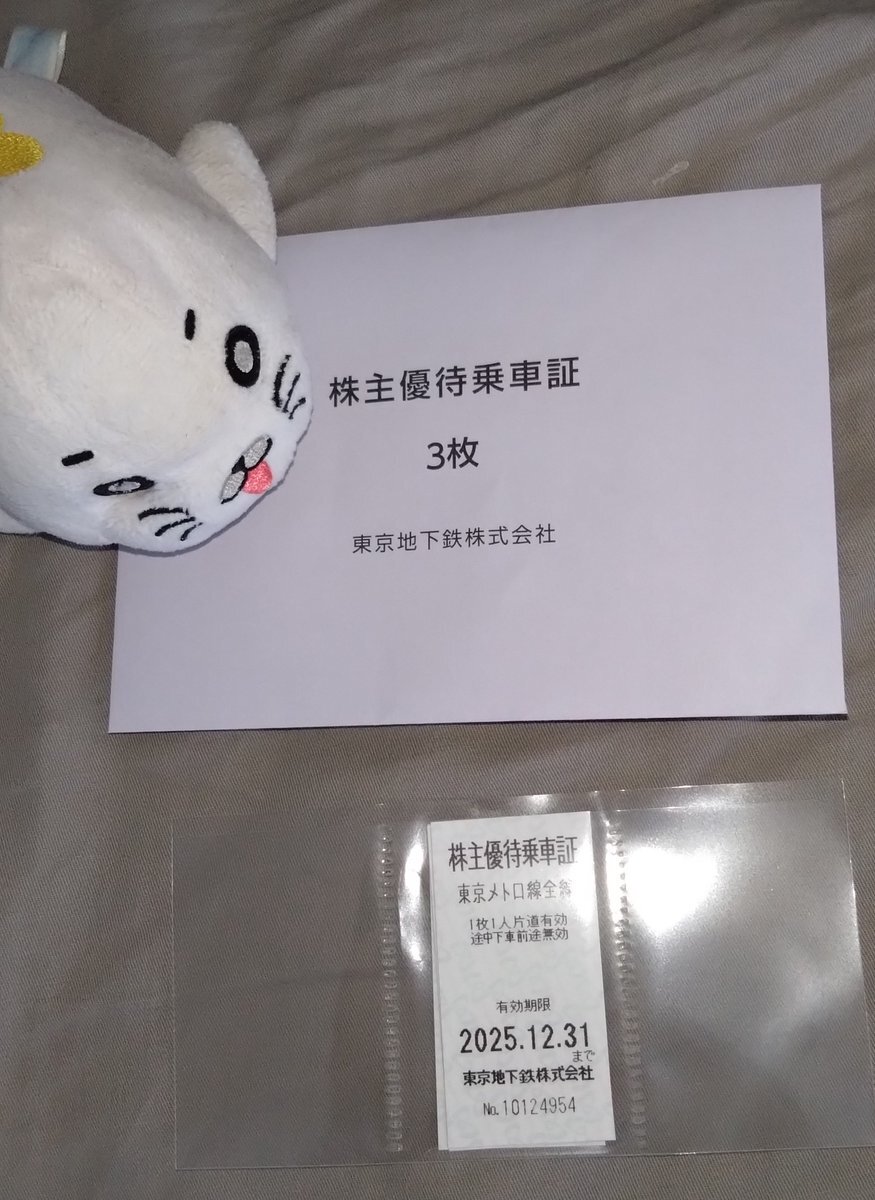 株主優待乗車証
3枚
東京地下鉄株式会社
株主優待乗車証
東京メトロ線全線
1枚1人片道有効
途中下車前途無効
有効期限
2025.12.31
まで
東京地下鉄株式会社
No.10124954